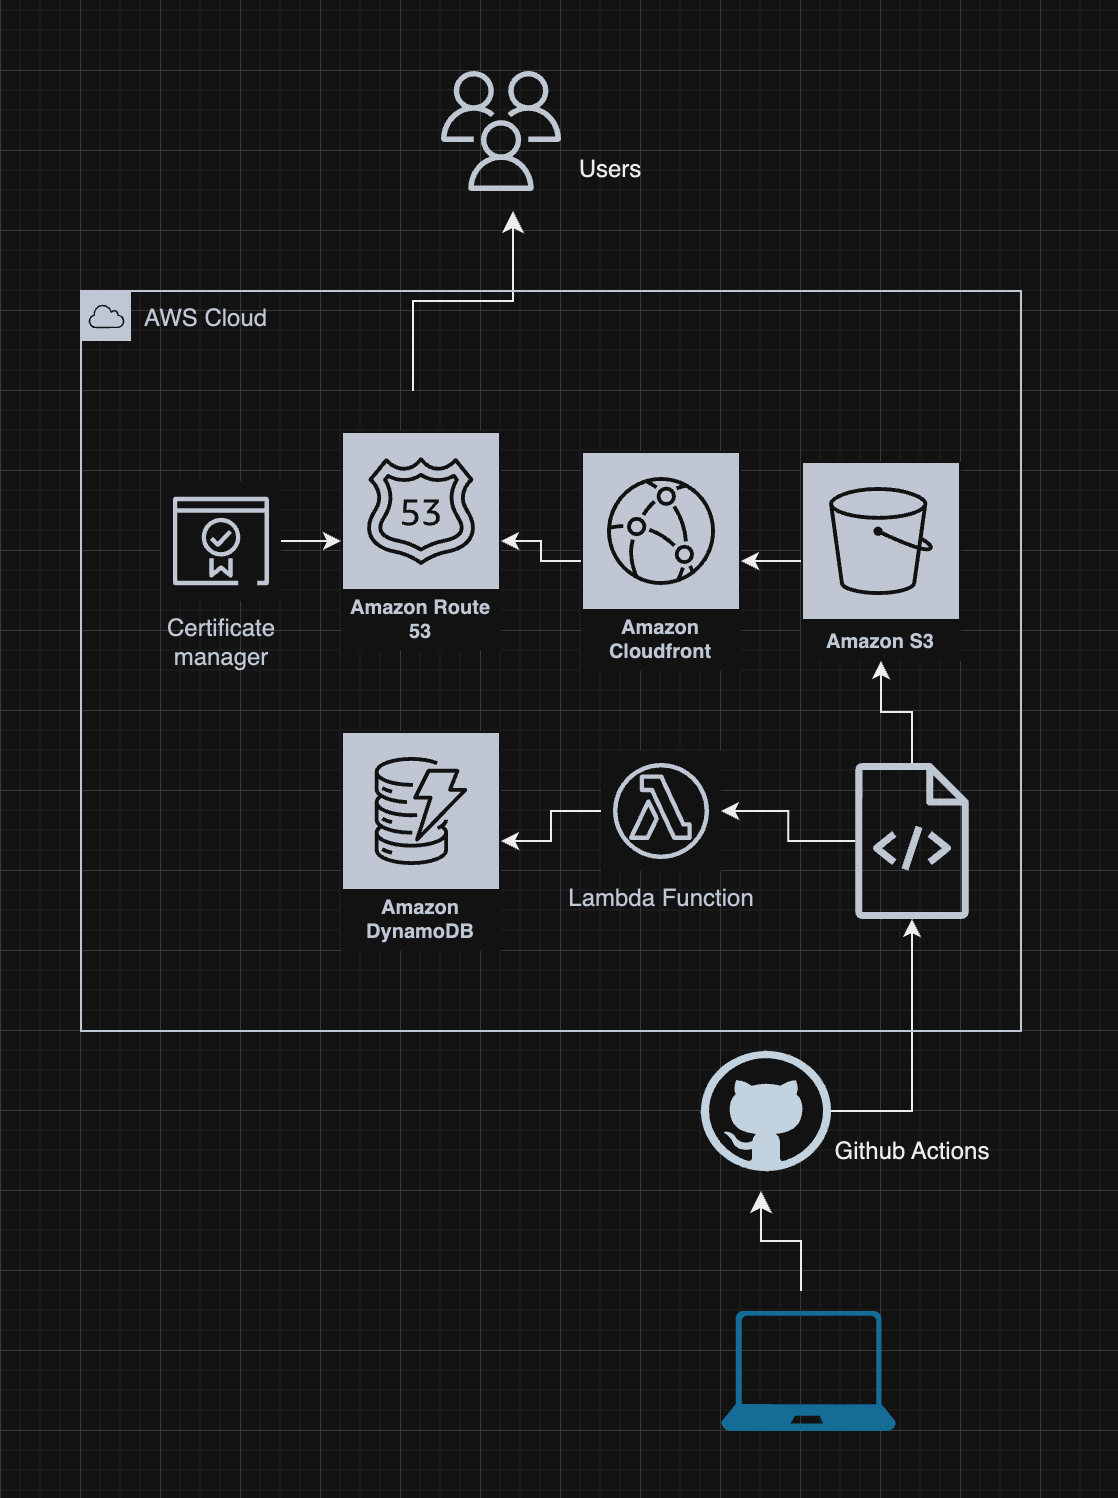 Users
AWS Cloud
53
Amazon Route
53
Certificate
manager
Amazon
Cloudfront
Amazon S3
Amazon
DynamoDB
Lambda Function
</>
Github Actions